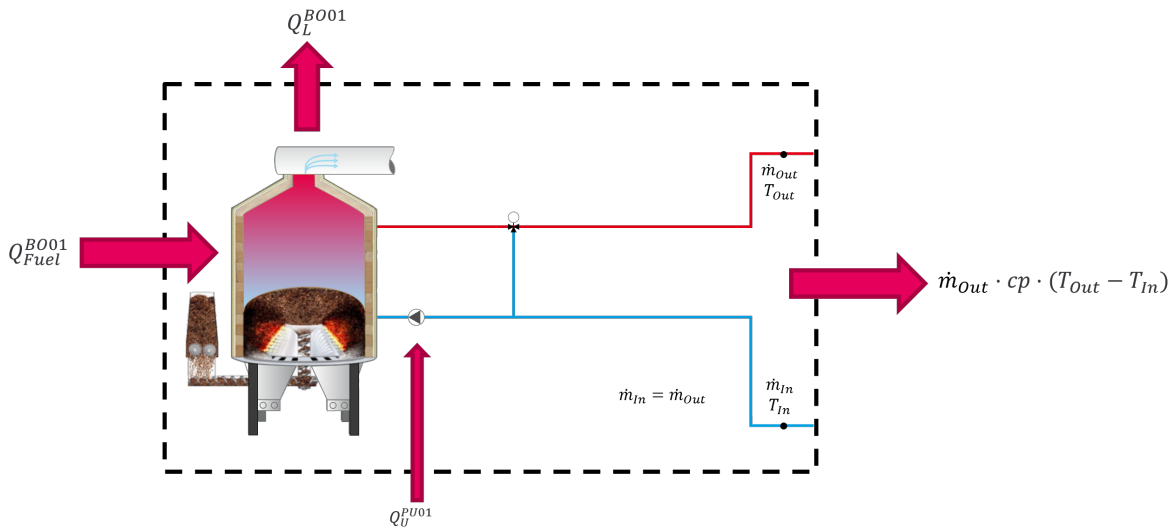 Q_L^{BO01}
Q_{Fuel}^{BO01}
ṁ_{Out}
T_{Out}
ṁ_{Out} · cp · (T_{Out} − T_{In})
ṁ_{In} = ṁ_{Out}
ṁ_{In}
T_{In}
Q_U^{PU01}